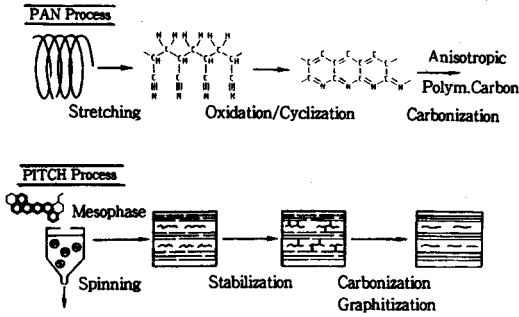 PAN Process
Anisotropic
Polym.Carbon
Stretching
Oxidation/Cyclization
Carbonization
PITCH Process
Mesophase
Spinning
Stabilization
Carbonization
Graphitization